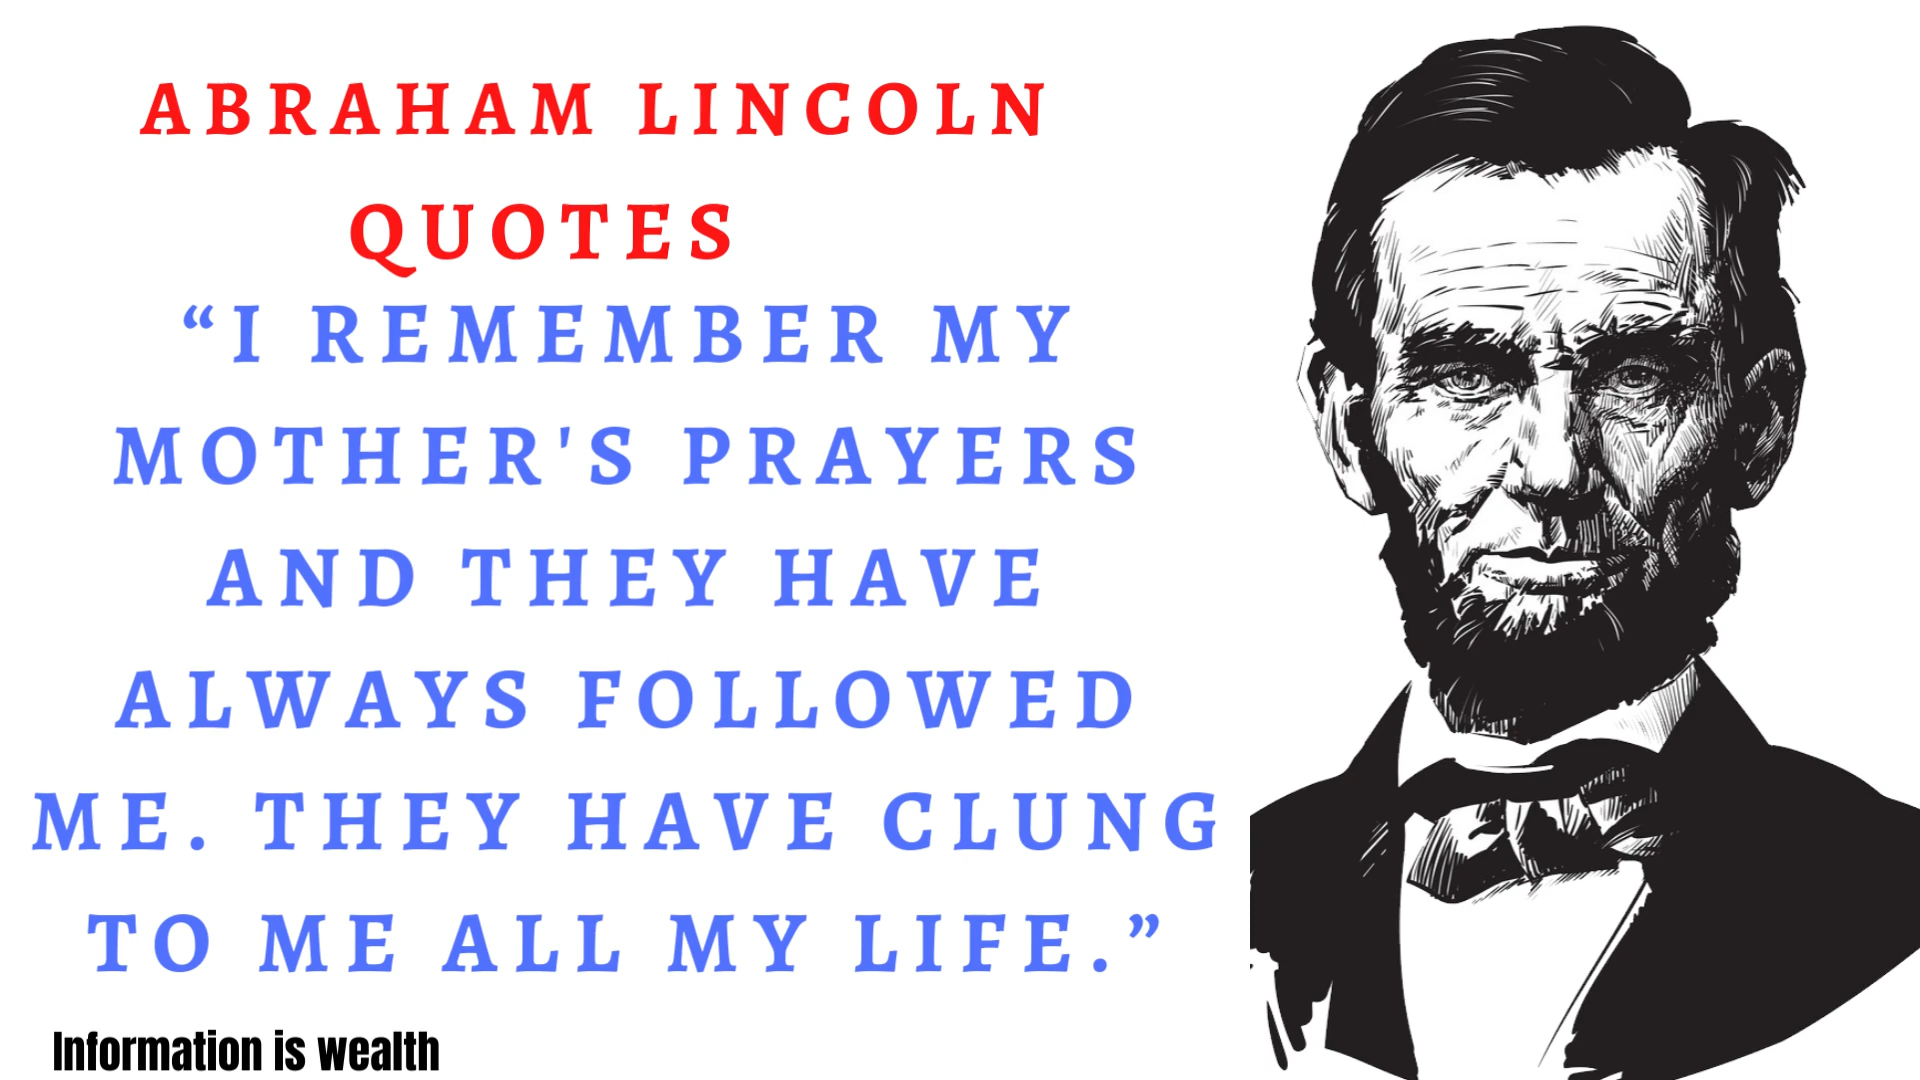 ABRAHAM LINCOLN
QUOTES
“I REMEMBER MY
MOTHER'S PRAYERS
AND THEY HAVE
ALWAYS FOLLOWED
ME. THEY HAVE CLUNG
TO ME ALL MY LIFE.”
Information is wealth